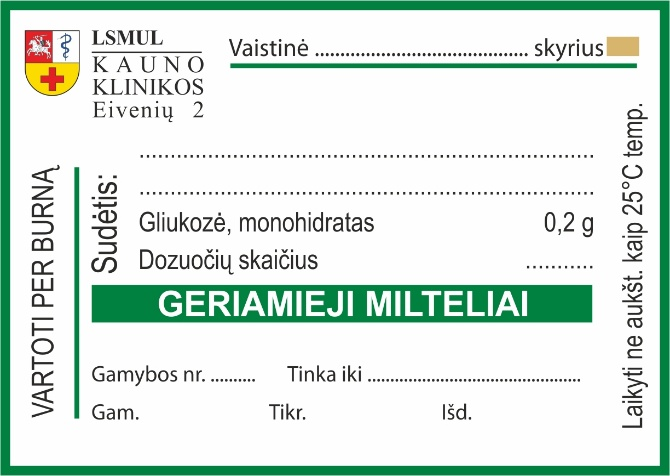 LSMUL
KAUNO
KLINIKOS
Eivenių 2
Vaistinė ........................................ skyrius
VARTOTI PER BURNĄ
Sudėtis:
....................................................................................
....................................................................................
Gliukozė, monohidratas 0,2 g
Dozuočių skaičius ...........
GERIAMIEJI MILTELIAI
Gamybos nr. .......... Tinka iki ...............................................
Gam. Tikr. Išd.
Laikyti ne aukšt. kaip 25°C temp.